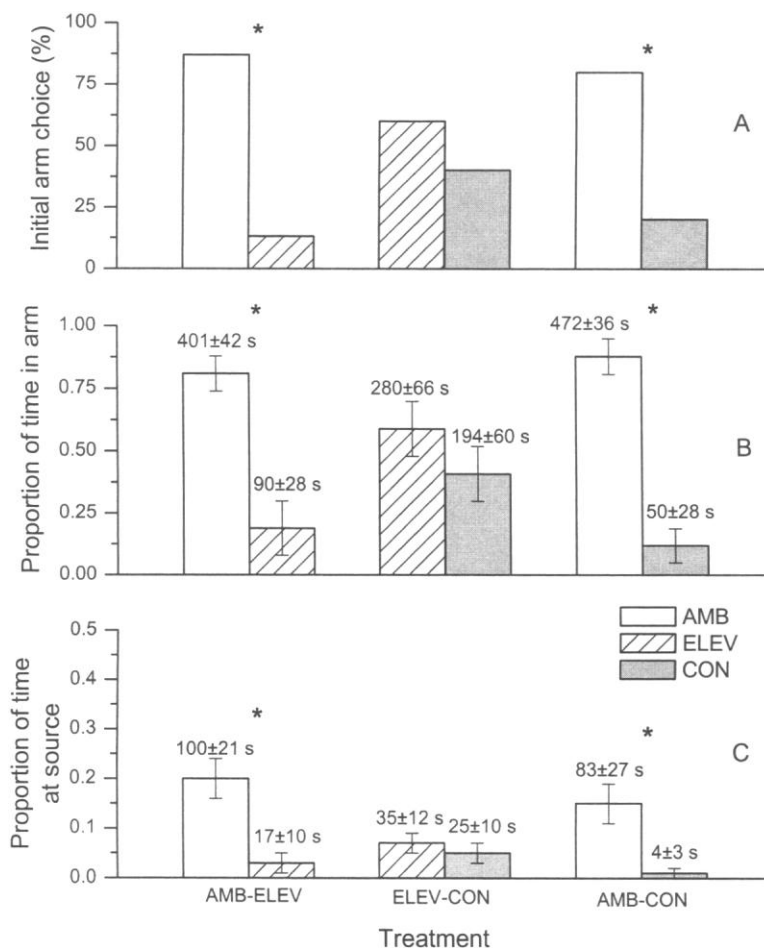 100
*
*
75
50
25
0
Initial arm choice (%)
A
1.00
*
*
401±42 s
472±36 s
0.75
280±66 s
194±60 s
0.50
90±28 s
50±28 s
0.25
0.00
Proportion of time in arm
B
AMB
ELEV
CON
0.5
0.4
*
*
0.3
100±21 s
83±27 s
0.2
35±12 s
25±10 s
17±10 s
4±3 s
0.1
0.0
Proportion of time
at source
C
AMB-ELEV ELEV-CON AMB-CON
Treatment